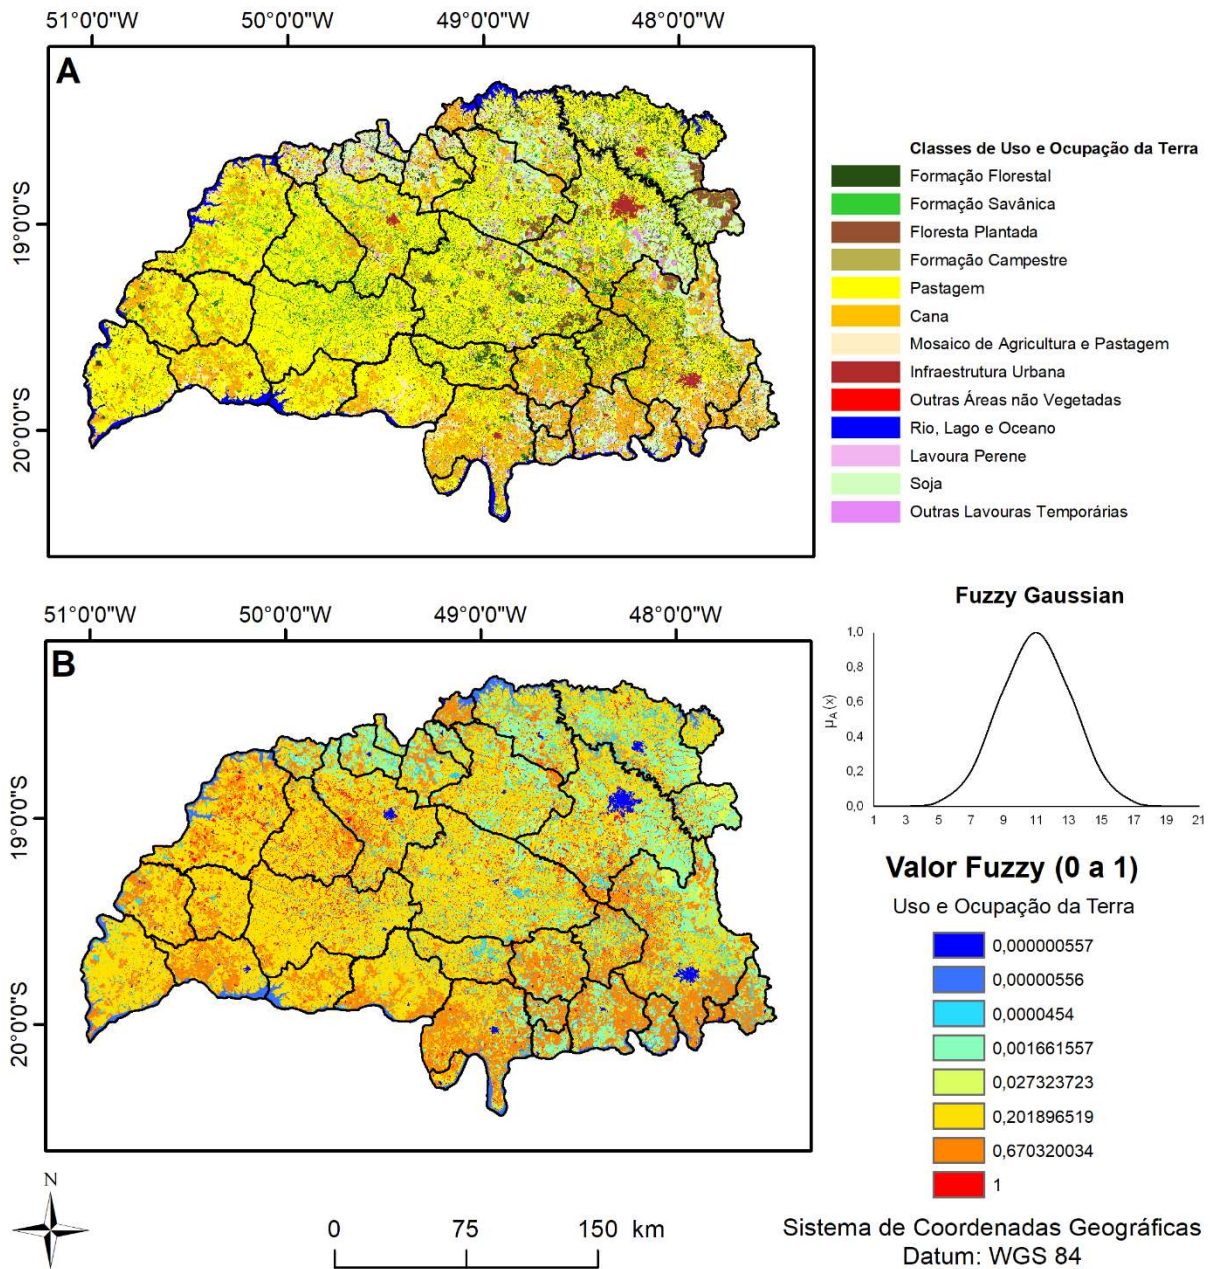 51°0'0"W 50°0'0"W 49°0'0"W 48°0'0"W
A
19°0'0"S
20°0'0"S
Classes de Uso e Ocupação da Terra
Formação Florestal
Formação Savânica
Floresta Plantada
Formação Campestre
Pastagem
Cana
Mosaico de Agricultura e Pastagem
Infraestrutura Urbana
Outras Áreas não Vegetadas
Rio, Lago e Oceano
Lavoura Perene
Soja
Outras Lavouras Temporárias
51°0'0"W 50°0'0"W 49°0'0"W 48°0'0"W
B
19°0'0"S
20°0'0"S
Fuzzy Gaussian
μA(x)
1,0
0,8
0,6
0,4
0,2
0,0
1 3 5 7 9 11 13 15 17 19 21
Valor Fuzzy (0 a 1)
Uso e Ocupação da Terra
0,000000557
0,00000556
0,0000454
0,001661557
0,027323723
0,201896519
0,670320034
1
N
0 75 150 km
Sistema de Coordenadas Geográficas
Datum: WGS 84